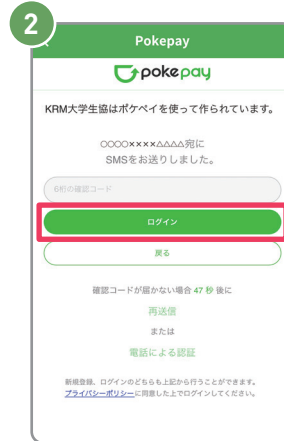 2
Pokepay
pokepay
KRM大学生協はポケペイを使って作られています。
○○○○××××△△△△宛に
SMSをお送りしました。
6桁の確認コード
ログイン
戻る
確認コードが届かない場合 47 秒 後に
再送信
または
電話による認証
新規登録、ログインのどちらも上記から行うことができます。
プライバシーポリシーに同意した上でログインしてください。